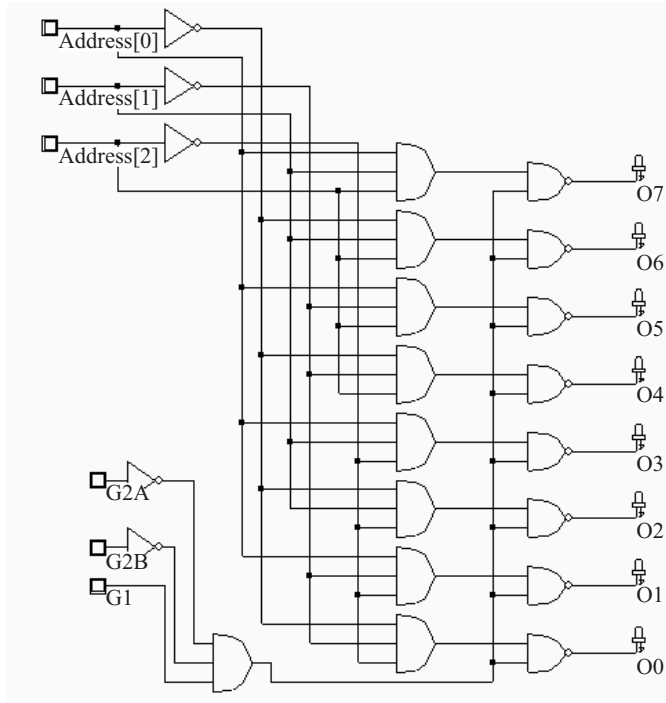 Address[0]
Address[1]
Address[2]
O7
O6
O5
O4
O3
G2A
O2
G2B
O1
G1
O0